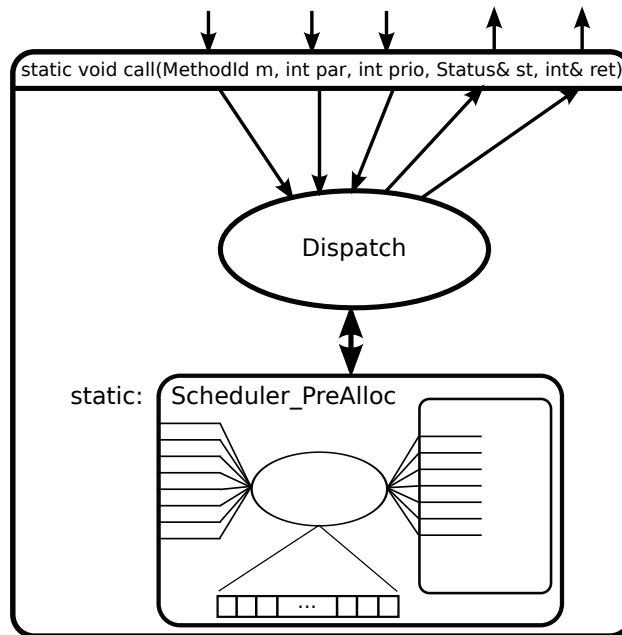 static void call(MethodId m, int par, int prio, Status& st, int& ret)
Dispatch
static: Scheduler_PreAlloc
...